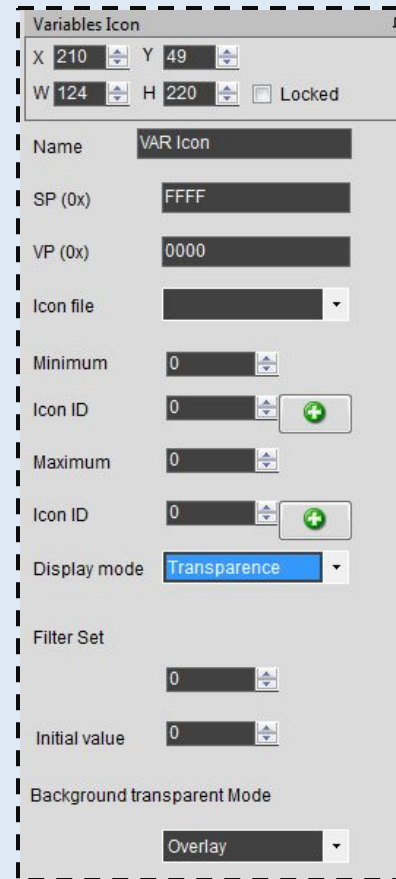 Variables Icon
X 210 Y 49
W 124 H 220 Locked
Name VAR Icon
SP (0x) FFFF
VP (0x) 0000
Icon file
Minimum 0
Icon ID 0
Maximum 0
Icon ID 0
Display mode Transparence
Filter Set
0
Initial value 0
Background transparent Mode
Overlay